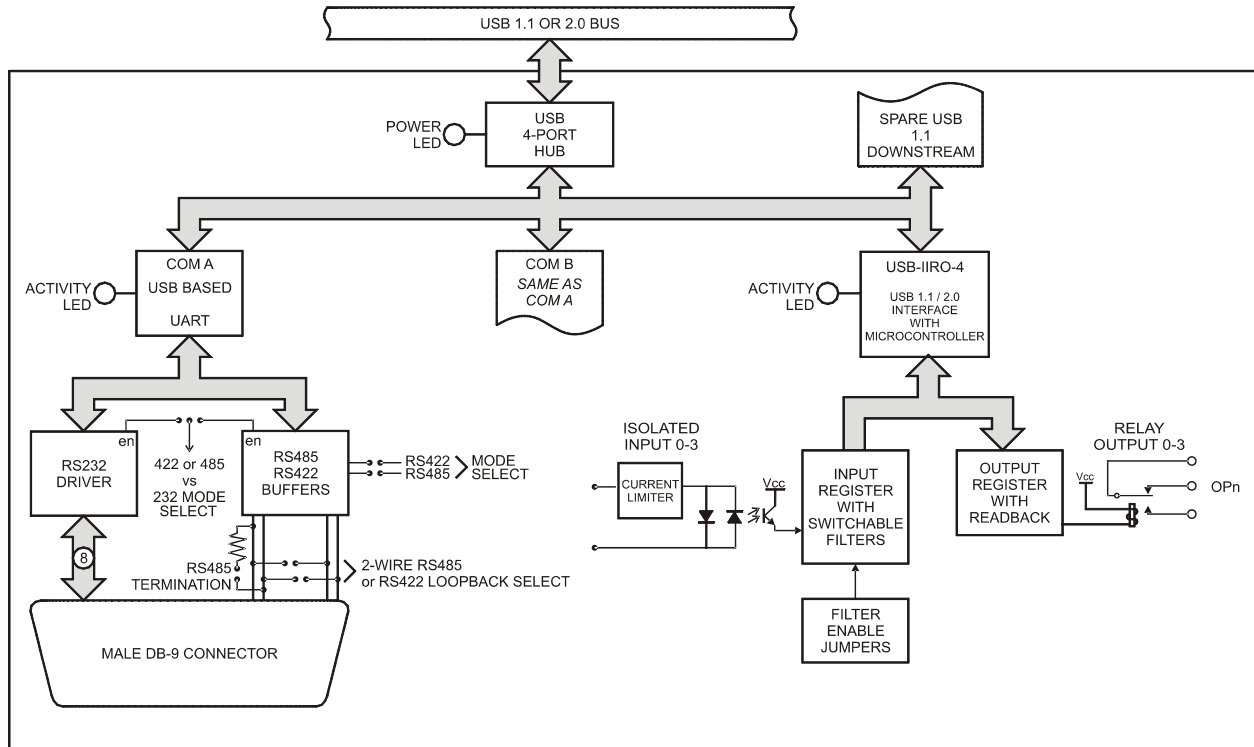 USB 1.1 OR 2.0 BUS
POWER
LED
USB
4-PORT
HUB
SPARE USB
1.1
DOWNSTREAM
ACTIVITY
LED
COM A
USB BASED
UART
COM B
SAME AS
COM A
ACTIVITY
LED
USB-IIRO-4
USB 1.1 / 2.0
INTERFACE
WITH
MICROCONTROLLER
en
RS232
DRIVER
422 or 485
vs
232 MODE
SELECT
en
RS485
RS422
BUFFERS
RS422
RS485
MODE
SELECT
8
RS485
TERMINATION
2-WIRE RS485
or RS422 LOOPBACK SELECT
MALE DB-9 CONNECTOR
ISOLATED
INPUT 0-3
CURRENT
LIMITER
Vcc
INPUT
REGISTER
WITH
SWITCHABLE
FILTERS
FILTER
ENABLE
JUMPERS
OUTPUT
REGISTER
WITH
READBACK
RELAY
OUTPUT 0-3
Vcc
OPn